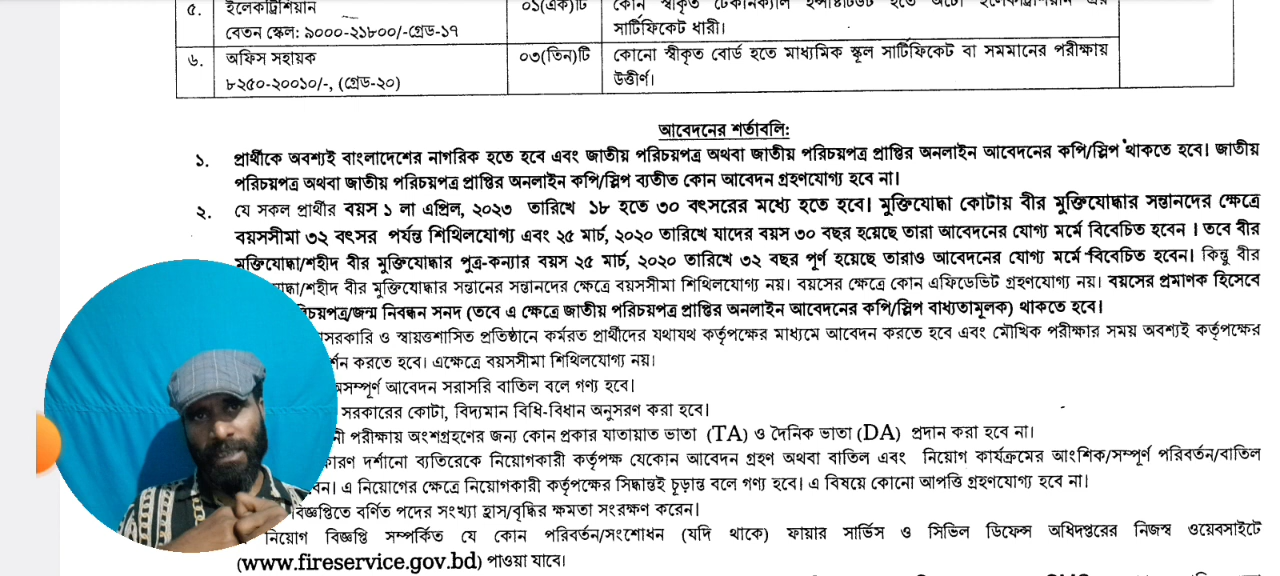 ৫. ইলেকট্রিশিয়ান ০১(এক)টি কোন স্বীকৃত টেকনিক্যাল ইন্সটিটিউট হতে অটো ইলেকট্রিশিয়ান এর
বেতন স্কেল: ৯০০০-২১৮০০/-গ্রেড-১৭ সার্টিফিকেট ধারী।
৬. অফিস সহায়ক ০৩(তিন)টি কোনো স্বীকৃত বোর্ড হতে মাধ্যমিক স্কুল সার্টিফিকেট বা সমমানের পরীক্ষায়
৮২৫০-২০০১০/-, (গ্রেড-২০) উত্তীর্ণ।
আবেদনের শর্তাবলি:
১. প্রার্থীকে অবশ্যই বাংলাদেশের নাগরিক হতে হবে এবং জাতীয় পরিচয়পত্র অথবা জাতীয় পরিচয়পত্র প্রাপ্তির অনলাইন আবেদনের কপি/স্লিপ থাকতে হবে। জাতীয়
পরিচয়পত্র অথবা জাতীয় পরিচয়পত্র প্রাপ্তির অনলাইন কপি/স্লিপ ব্যতীত কোন আবেদন গ্রহণযোগ্য হবে না।
২. যে সকল প্রার্থীর বয়স ১ লা এপ্রিল, ২০২৩ তারিখে ১৮ হতে ৩০ বৎসরের মধ্যে হতে হবে। মুক্তিযোদ্ধা কোটায় বীর মুক্তিযোদ্ধার সন্তানদের ক্ষেত্রে
বয়সসীমা ৩২ বৎসর পর্যন্ত শিথিলযোগ্য এবং ২৫ মার্চ, ২০২০ তারিখে যাদের বয়স ৩০ বছর হয়েছে তারা আবেদনের যোগ্য মর্মে বিবেচিত হবেন । তবে বীর
মুক্তিযোদ্ধা/শহীদ বীর মুক্তিযোদ্ধার পুত্র-কন্যার বয়স ২৫ মার্চ, ২০২০ তারিখে ৩২ বছর পূর্ণ হয়েছে তারাও আবেদনের যোগ্য মর্মে বিবেচিত হবেন। কিন্তু বীর
দ্ধা/শহীদ বীর মুক্তিযোদ্ধার সন্তানের সন্তানদের ক্ষেত্রে বয়সসীমা শিথিলযোগ্য নয়। বয়সের ক্ষেত্রে কোন এফিডেভিট গ্রহণযোগ্য নয়। বয়সের প্রমাণক হিসেবে
চয়পত্র/জন্ম নিবন্ধন সনদ (তবে এ ক্ষেত্রে জাতীয় পরিচয়পত্র প্রাপ্তির অনলাইন আবেদনের কপি/স্লিপ বাধ্যতামূলক) থাকতে হবে।
সরকারি ও স্বায়ত্তশাসিত প্রতিষ্ঠানে কর্মরত প্রার্থীদের যথাযথ কর্তৃপক্ষের মাধ্যমে আবেদন করতে হবে এবং মৌখিক পরীক্ষার সময় অবশ্যই কর্তৃপক্ষের
র্শন করতে হবে। এক্ষেত্রে বয়সসীমা শিথিলযোগ্য নয়।
অসম্পূর্ণ আবেদন সরাসরি বাতিল বলে গণ্য হবে।
সরকারের কোটা, বিদ্যমান বিধি-বিধান অনুসরণ করা হবে।
নী পরীক্ষায় অংশগ্রহণের জন্য কোন প্রকার যাতায়াত ভাতা (TA) ও দৈনিক ভাতা (DA) প্রদান করা হবে না।
কারণ দর্শানো ব্যতিরেকে নিয়োগকারী কর্তৃপক্ষ যেকোন আবেদন গ্রহণ অথবা বাতিল এবং নিয়োগ কার্যক্রমের আংশিক/সম্পূর্ণ পরিবর্তন/বাতিল
বেন। এ নিয়োগের ক্ষেত্রে নিয়োগকারী কর্তৃপক্ষের সিদ্ধান্তই চূড়ান্ত বলে গণ্য হবে। এ বিষয়ে কোনো আপত্তি গ্রহণযোগ্য হবে না।
বিজ্ঞপ্তিতে বর্ণিত পদের সংখ্যা হ্রাস/বৃদ্ধির ক্ষমতা সংরক্ষণ করেন।
নিয়োগ বিজ্ঞপ্তি সম্পর্কিত যে কোন পরিবর্তন/সংশোধন (যদি থাকে) ফায়ার সার্ভিস ও সিভিল ডিফেন্স অধিদপ্তরের নিজস্ব ওয়েবসাইটে
(www.fireservice.gov.bd) পাওয়া যাবে।